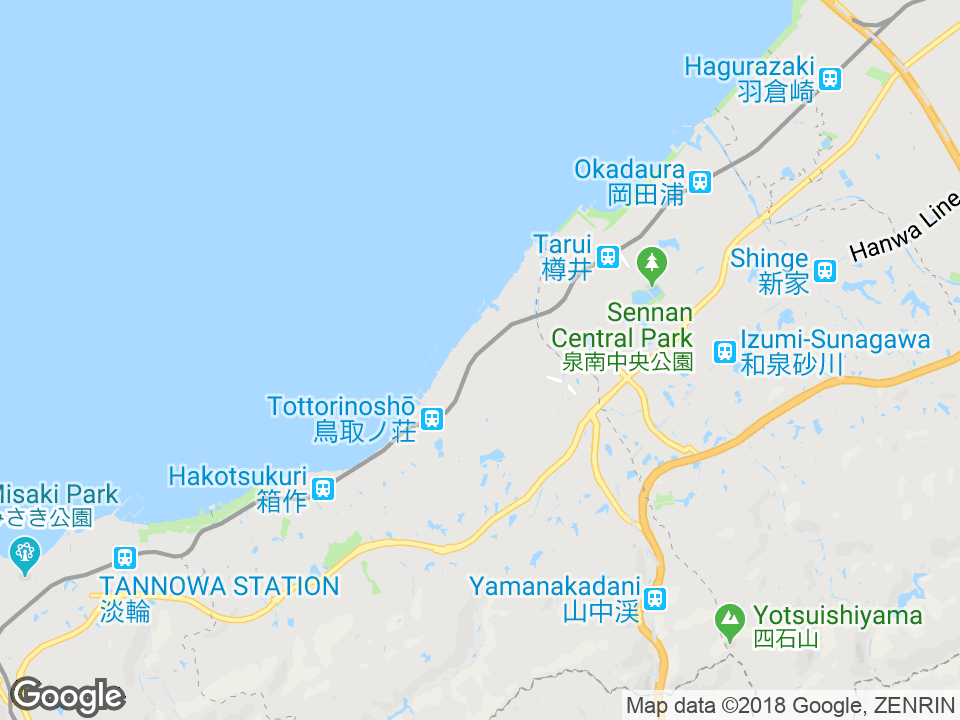 Hagurazaki
羽倉崎
Okadaura
岡田浦
Hanwa Line
Tarui
樽井
Shinge
新家
Sennan
Central Park
泉南中央公園
Izumi-Sunagawa
和泉砂川
Tottorinoshō
鳥取ノ荘
Hakotsukuri
箱作
Misaki Park
みさき公園
TANNOWA STATION
淡輪
Yamanakadani
山中渓
Yotsuishiyama
四石山
Google
Map data ©2018 Google, ZENRIN